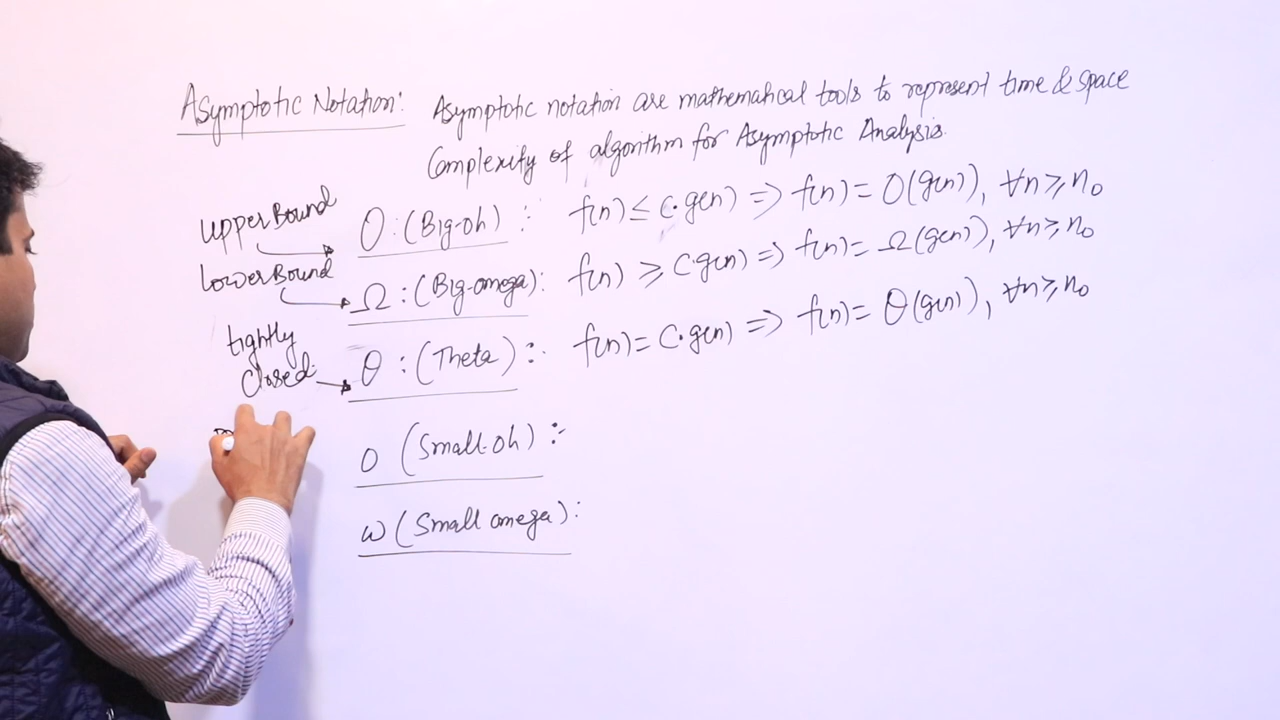 Asymptotic Notation: Asymptotic notation are mathematical tools to represent time & space
Complexity of algorithm for Asymptotic Analysis.
Upper Bound O : (Big-oh) : f(n) ≤ C·g(n) => f(n) = O(g(n)), ∀n ≥ n₀
Lower Bound Ω : (Big-omega) : f(n) ≥ C·g(n) => f(n) = Ω(g(n)), ∀n ≥ n₀
tightly
closed θ : (Theta) : f(n) = C·g(n) => f(n) = θ(g(n)), ∀n ≥ n₀
o (Small-oh) :-
ω (Small omega) :